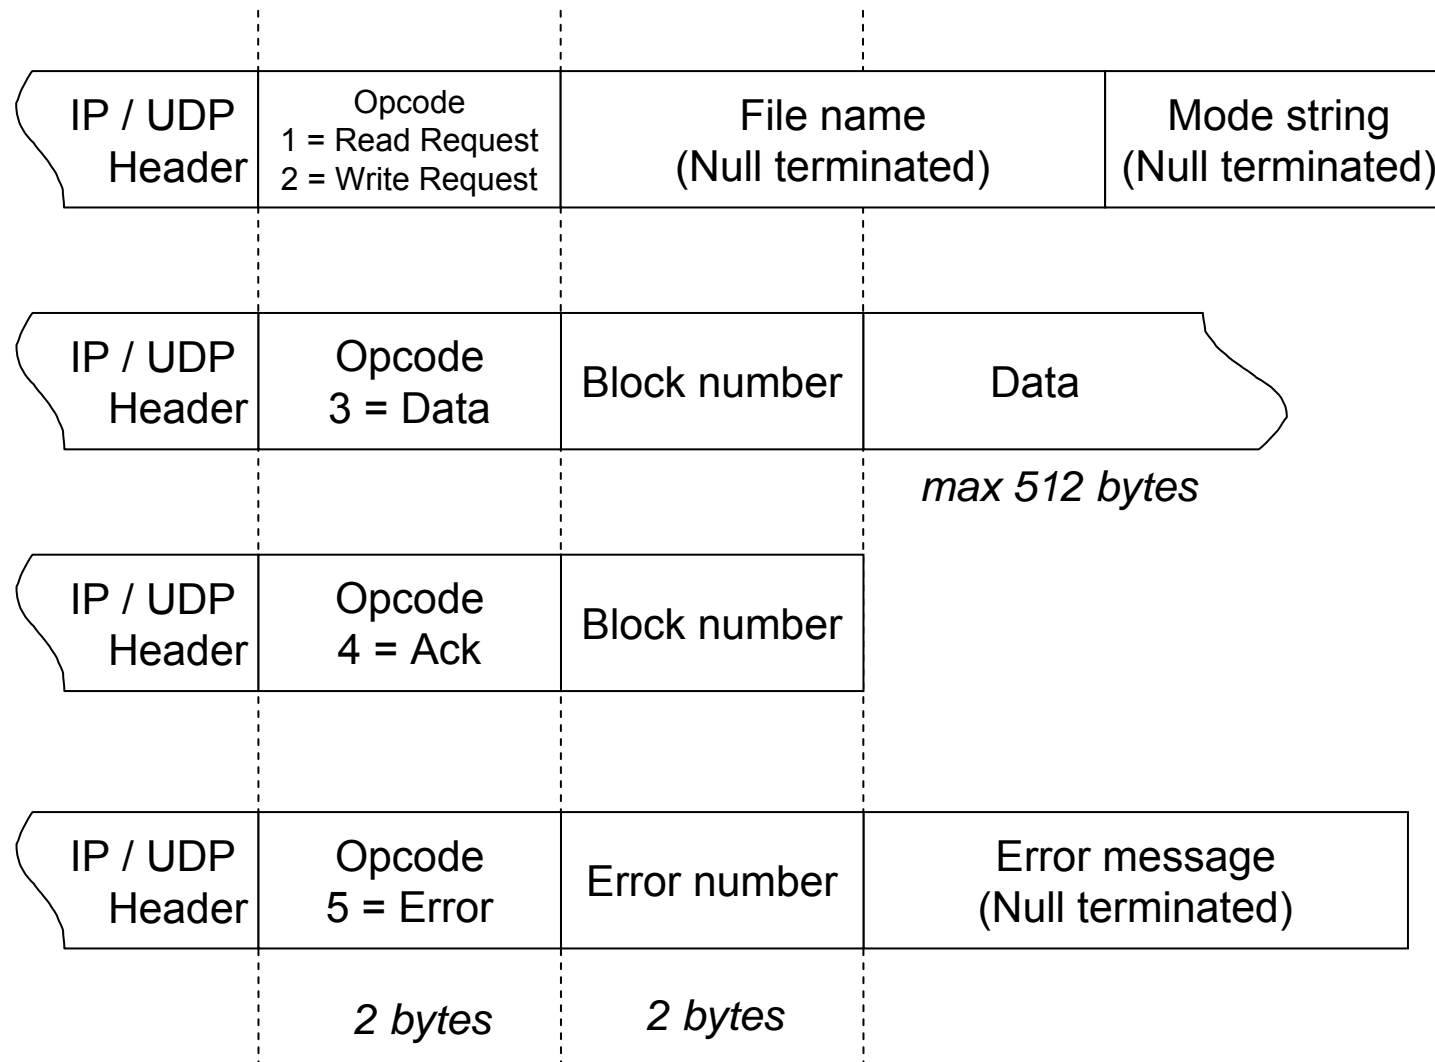 IP / UDP
Header
Opcode
1 = Read Request
2 = Write Request
File name
(Null terminated)
Mode string
(Null terminated)
IP / UDP
Header
Opcode
3 = Data
Block number
Data
max 512 bytes
IP / UDP
Header
Opcode
4 = Ack
Block number
IP / UDP
Header
Opcode
5 = Error
Error number
Error message
(Null terminated)
2 bytes
2 bytes